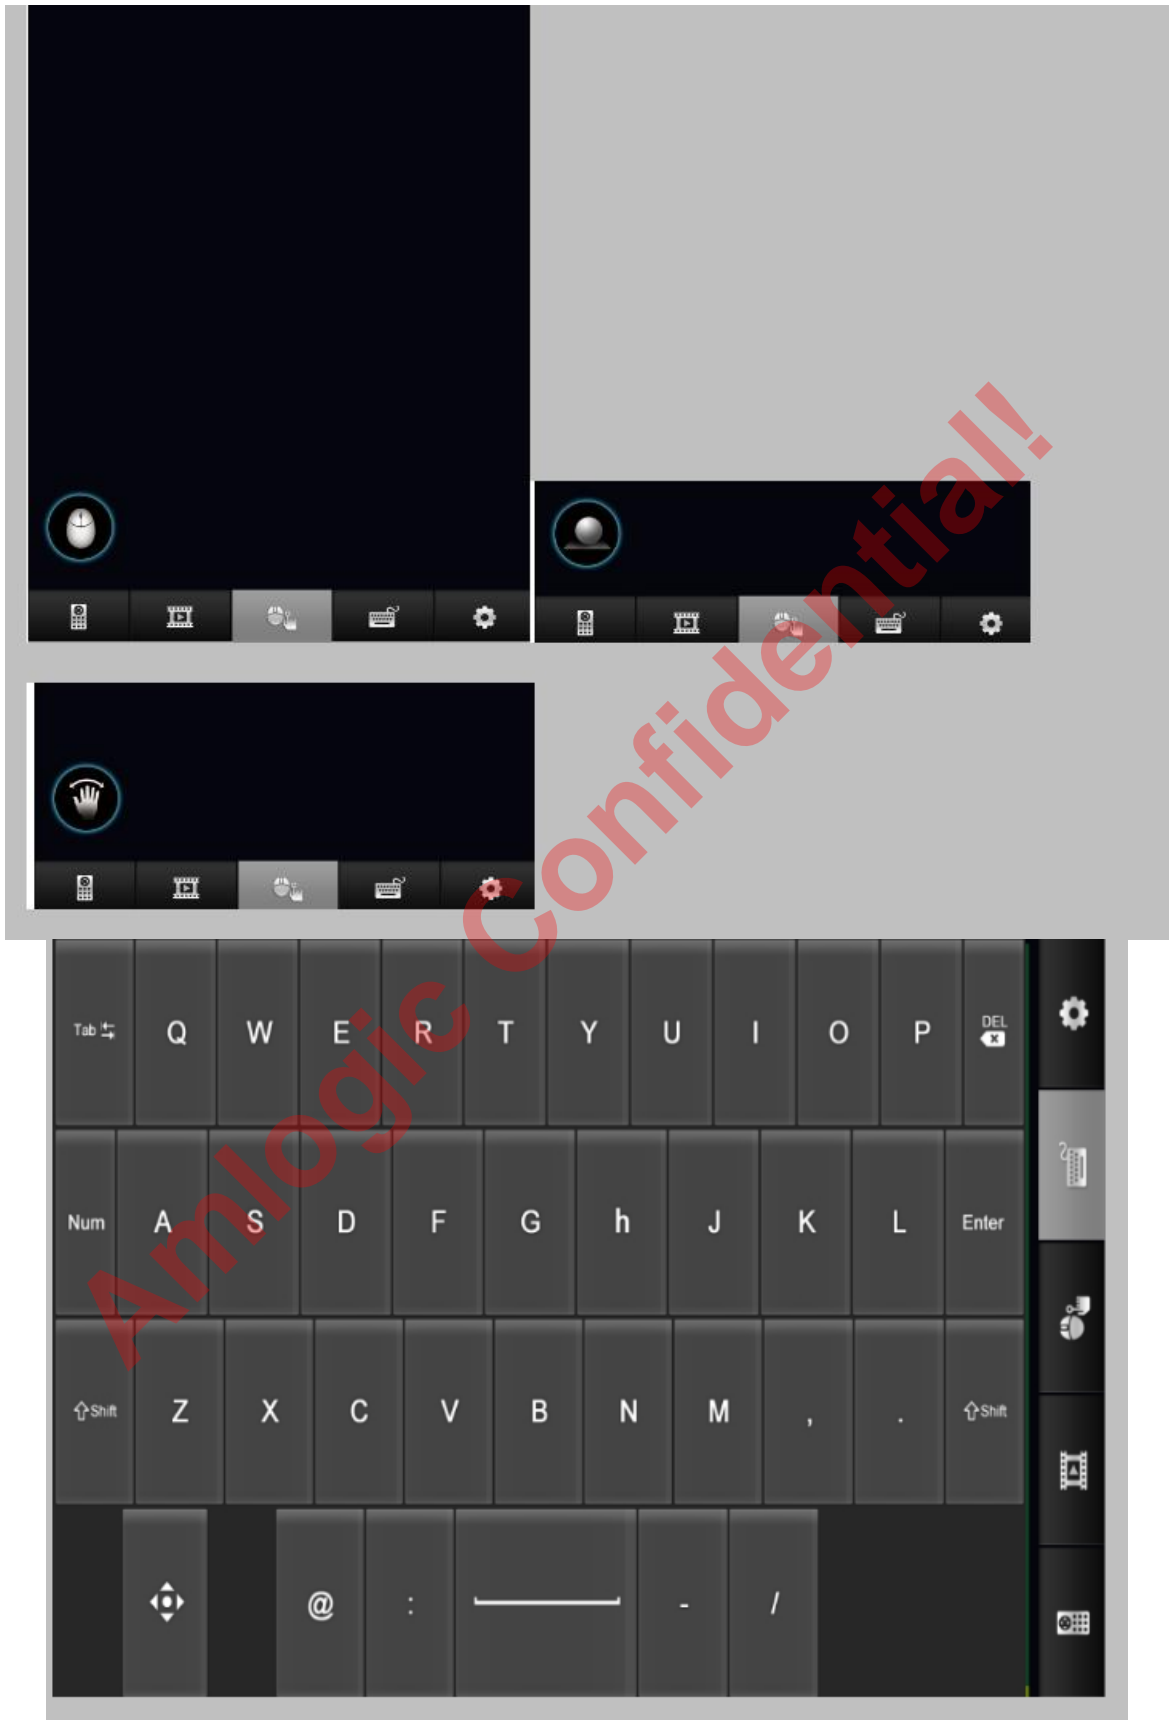 Amlogic Confidential!
Tab Q W E R T Y U I O P DEL
Num A S D F G h J K L Enter
Shift Z X C V B N M , . Shift
@ : - /